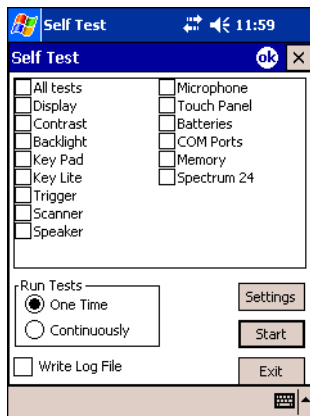 Self Test 11:59
Self Test ok
All tests
Display
Contrast
Backlight
Key Pad
Key Lite
Trigger
Scanner
Speaker
Microphone
Touch Panel
Batteries
COM Ports
Memory
Spectrum 24
Run Tests
One Time
Continuously
Write Log File
Settings
Start
Exit